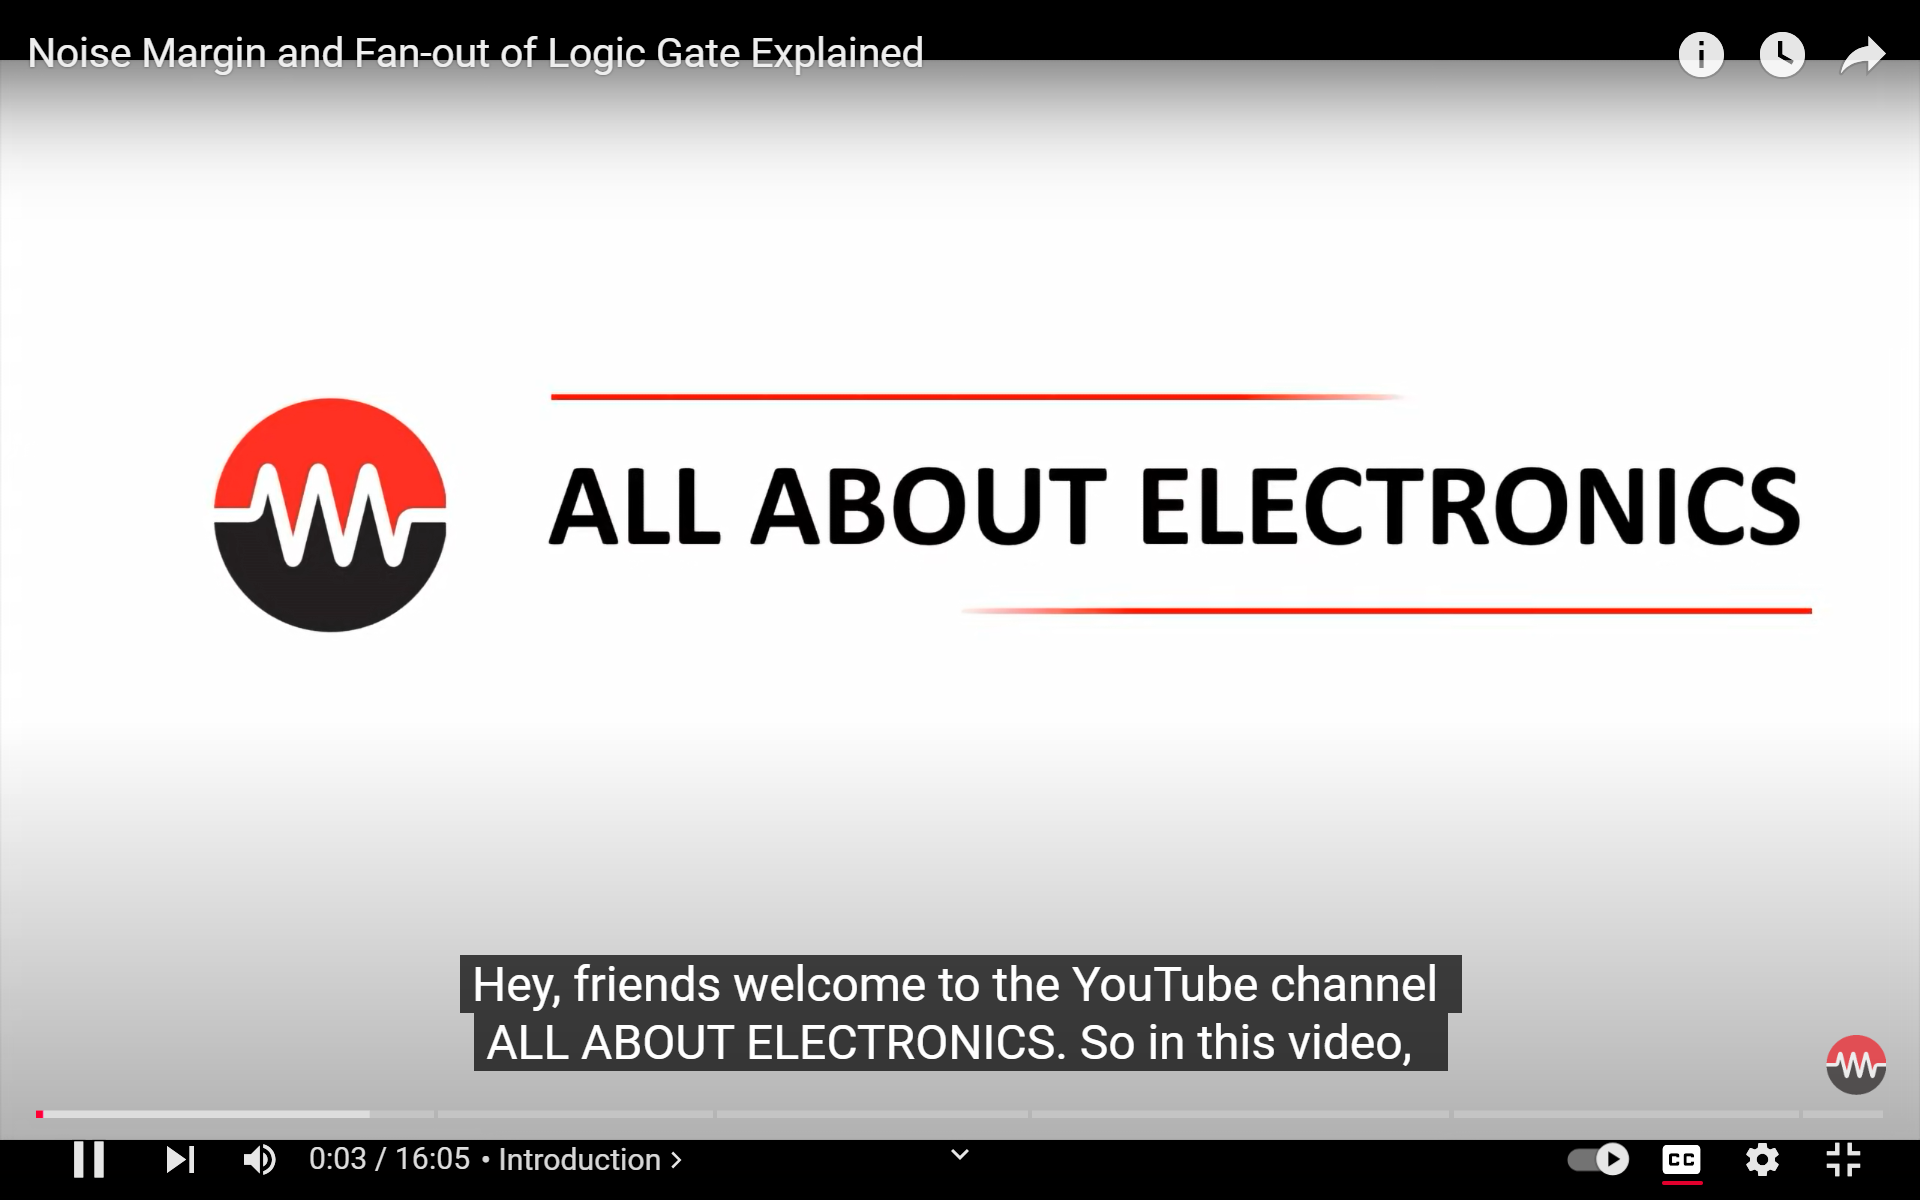 Noise Margin and Fan-out of Logic Gate Explained
ALL ABOUT ELECTRONICS
Hey, friends welcome to the YouTube channel
ALL ABOUT ELECTRONICS. So in this video,
0:03 / 16:05 • Introduction >
CC